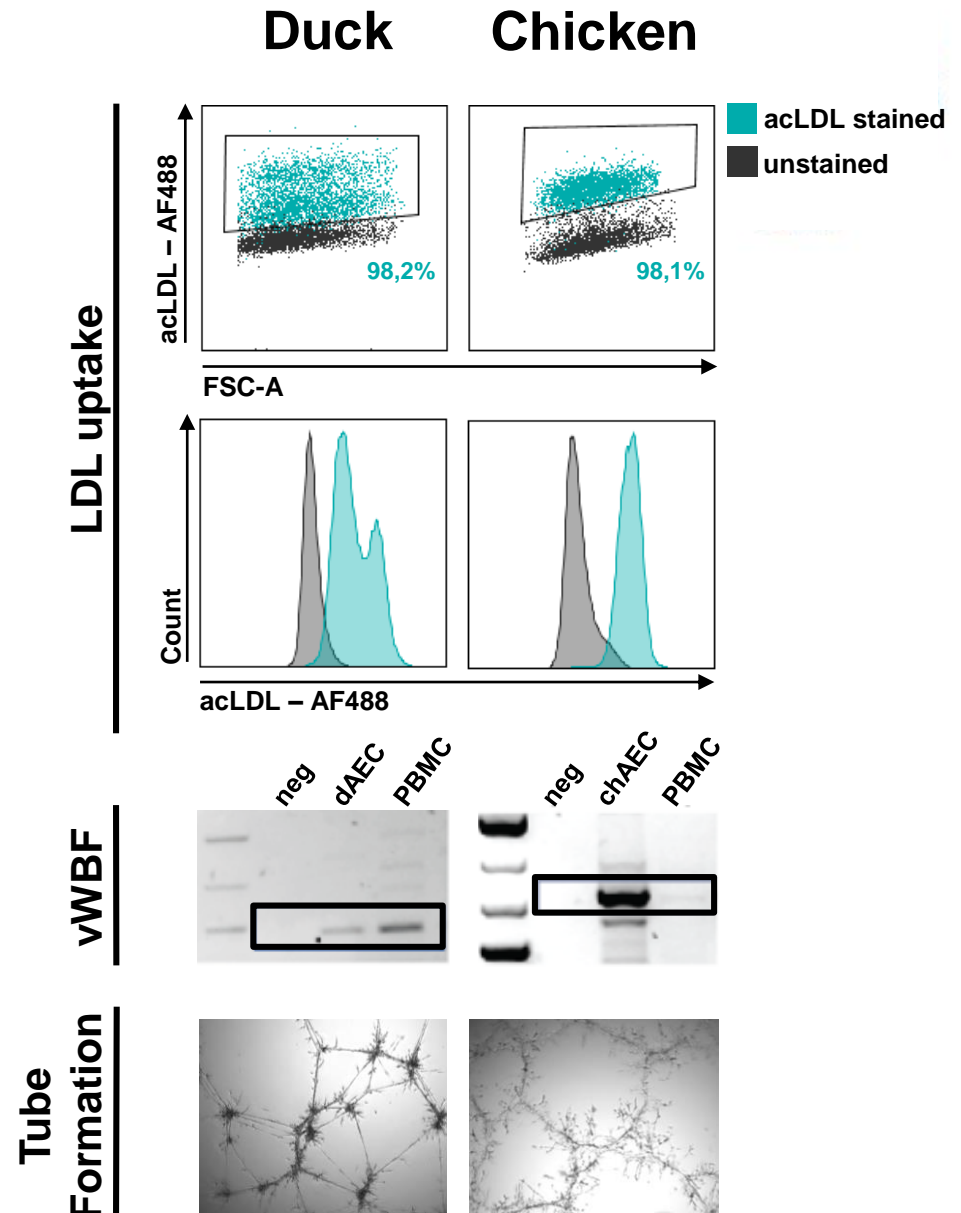 Duck Chicken
acLDL stained
unstained
LDL uptake
acLDL – AF488
98,2%
98,1%
FSC-A
Count
acLDL – AF488
neg dAEC PBMC
neg chAEC PBMC
vWBF
Tube
Formation